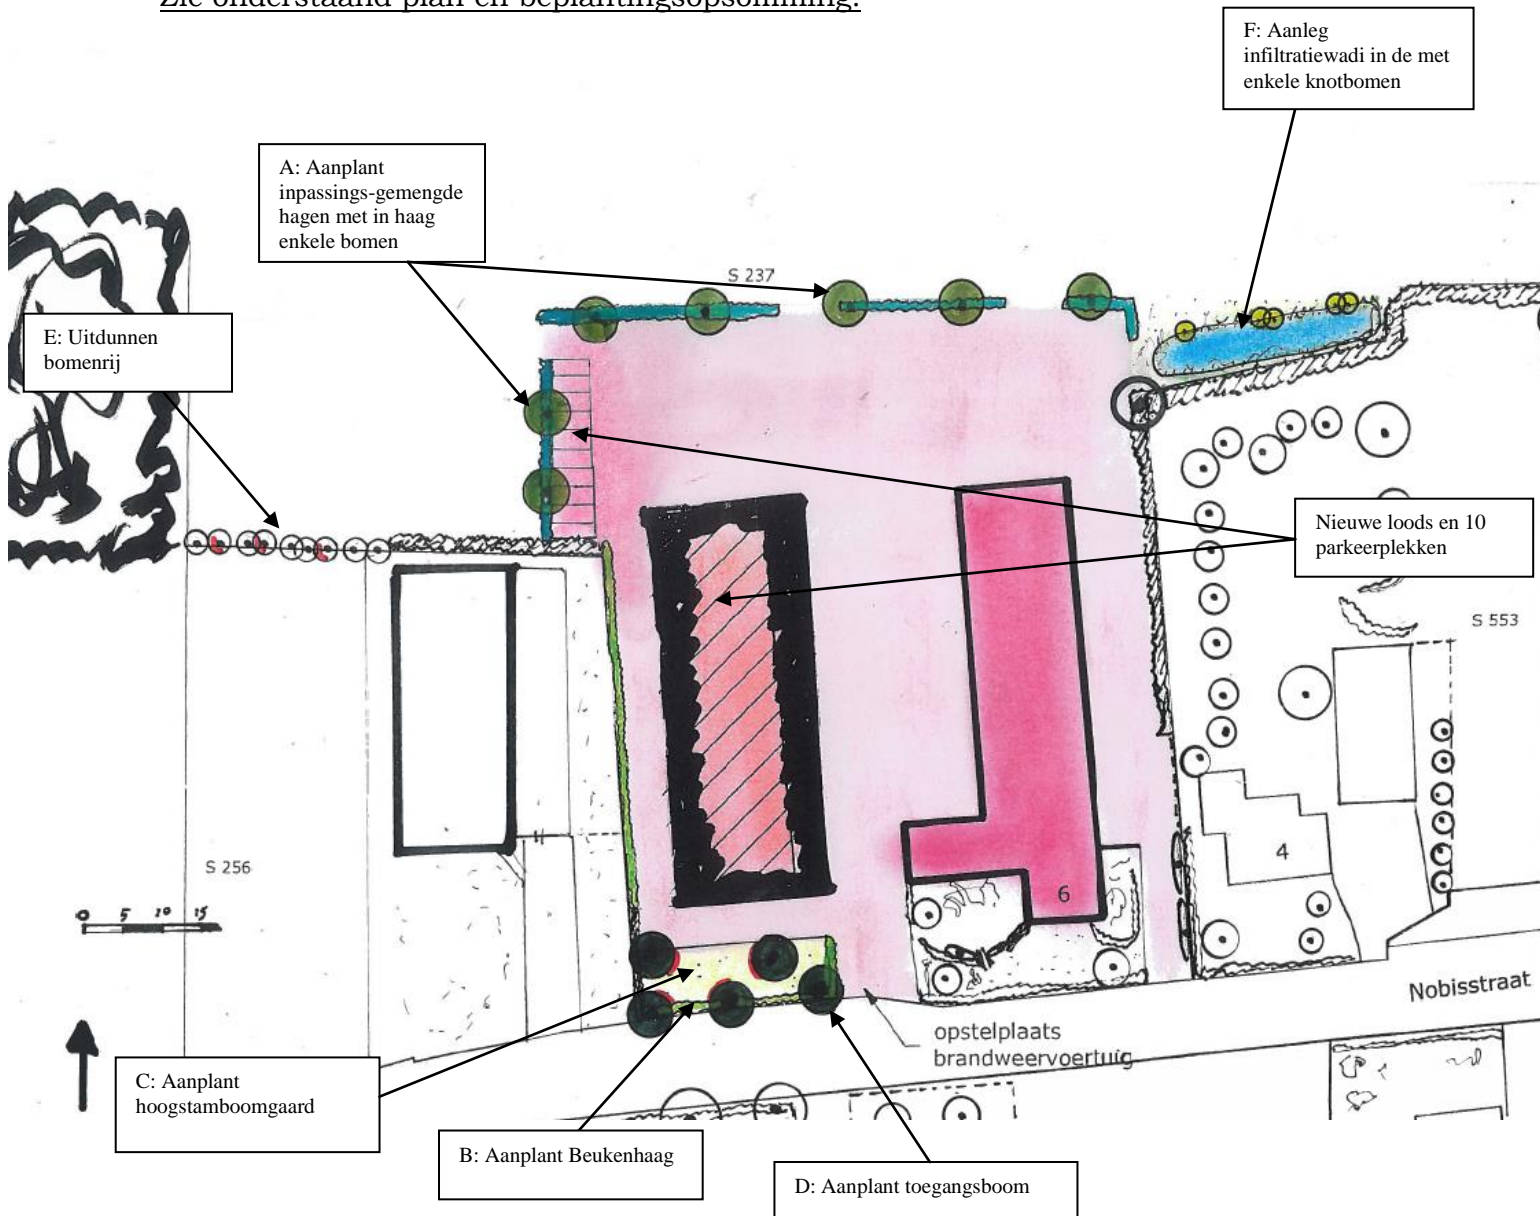 Zie onderstaand plan en beplantingsopsomming:
F: Aanleg
infiltratiewadi in de met
enkele knotbomen
A: Aanplant
inpassings-gemengde
hagen met in haag
enkele bomen
S 237
E: Uitdunnen
bomenrij
Nieuwe loods en 10
parkeerplekken
S 553
S 256
0 5 10 15
4
6
Nobisstraat
opstelplaats
brandweervoertuig
C: Aanplant
hoogstamboomgaard
B: Aanplant Beukenhaag
D: Aanplant toegangsboom